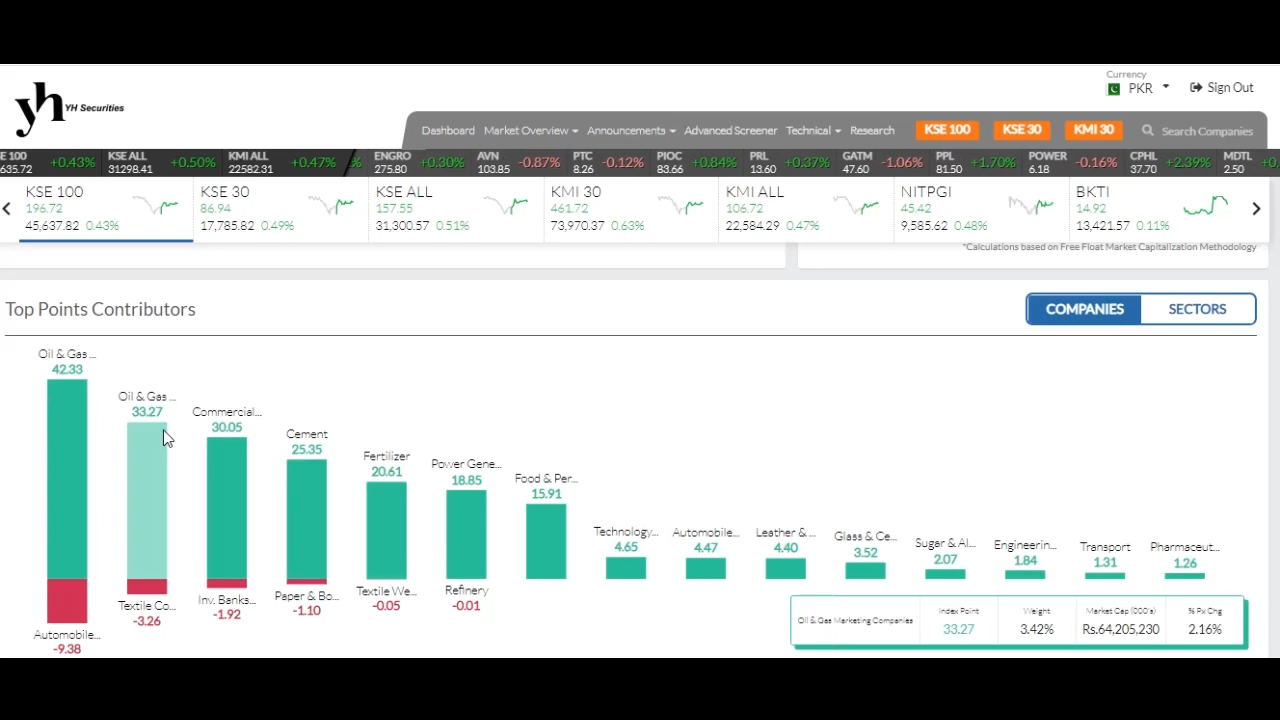 Currency
PKR
Sign Out
yh YH Securities
Dashboard Market Overview Announcements Advanced Screener Technical Research KSE 100 KSE 30 KMI 30 Search Companies
E 100 +0.43% KSE ALL +0.50% KMI ALL +0.47% % ENGRO +0.30% AVN -0.87% PTC -0.12% PIOC +0.84% PRL +0.37% GATM -1.06% PPL +1.70% POWER -0.16% CPHL +2.39% MDTL +0.
635.72 31298.41 22582.31 275.80 103.85 8.26 83.66 13.60 47.60 81.50 6.18 37.70 2.50
KSE 100 KSE 30 KSE ALL KMI 30 KMI ALL NITPGI BKTI
196.72 86.94 157.55 461.72 106.72 45.42 14.92
45,637.82 0.43% 17,785.82 0.49% 31,300.57 0.51% 73,970.37 0.63% 22,584.29 0.47% 9,585.62 0.48% 13,421.57 0.11%
*Calculations based on Free Float Market Capitalization Methodology
Top Points Contributors
COMPANIES SECTORS
Oil & Gas ...
42.33
Oil & Gas ...
33.27
Commercial...
30.05
Cement
25.35
Fertilizer
20.61
Power Gene...
18.85
Food & Per...
15.91
Technology...
4.65
Automobile...
4.47
Leather & ...
4.40
Glass & Ce...
3.52
Sugar & Al...
2.07
Engineerin...
1.84
Transport
1.31
Pharmaceut...
1.26
Automobile...
-9.38
Textile Co...
-3.26
Inv. Banks...
-1.92
Paper & Bo...
-1.10
Textile We...
-0.05
Refinery
-0.01
Oil & Gas Marketing Companies
Index Point Weight Market Cap (000's) % Px Chg
33.27 3.42% Rs.64,205,230 2.16%